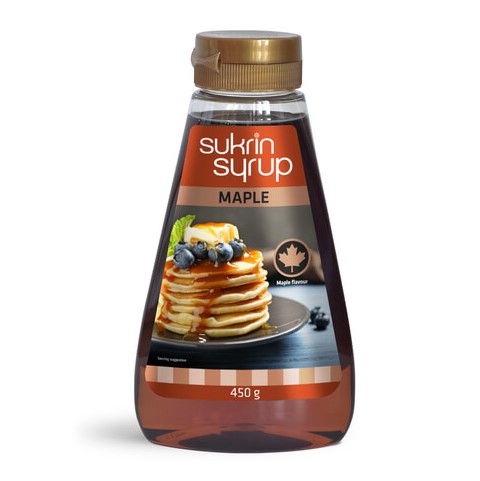 sukrin
syrup
MAPLE
Maple flavour
Serving suggestion
450 g